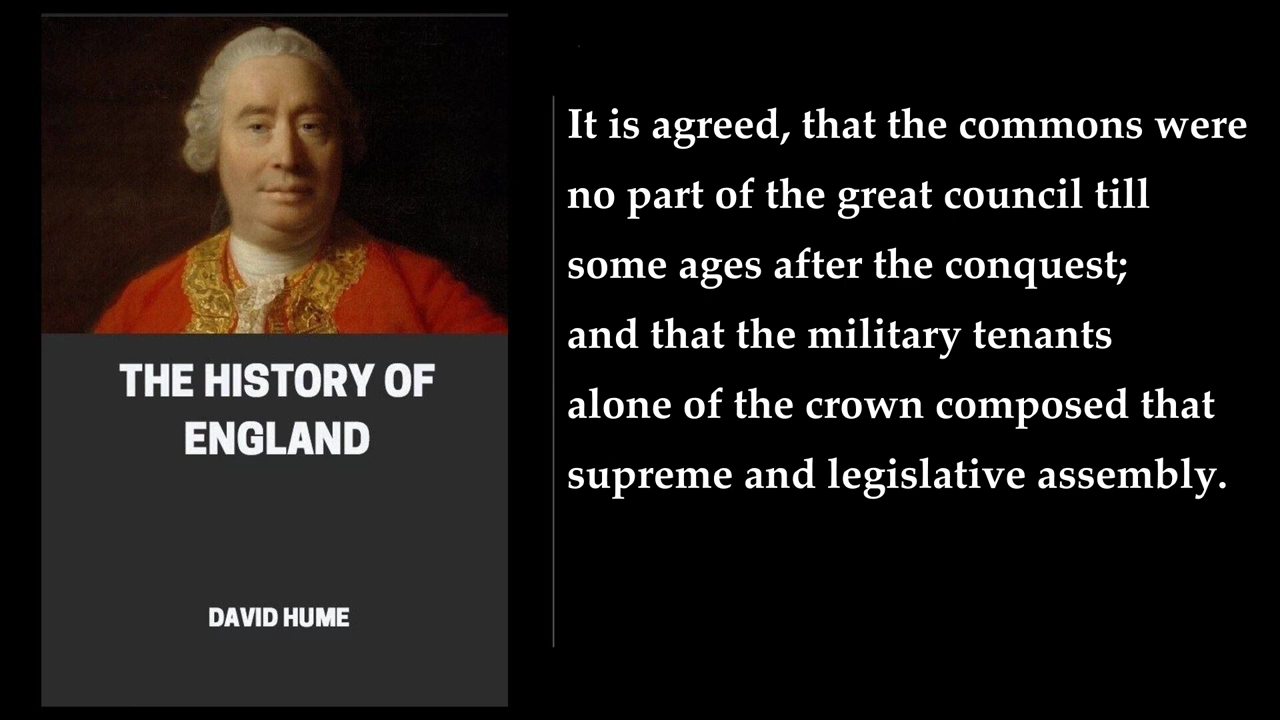 THE HISTORY OF
ENGLAND
DAVID HUME
It is agreed, that the commons were
no part of the great council till
some ages after the conquest;
and that the military tenants
alone of the crown composed that
supreme and legislative assembly.